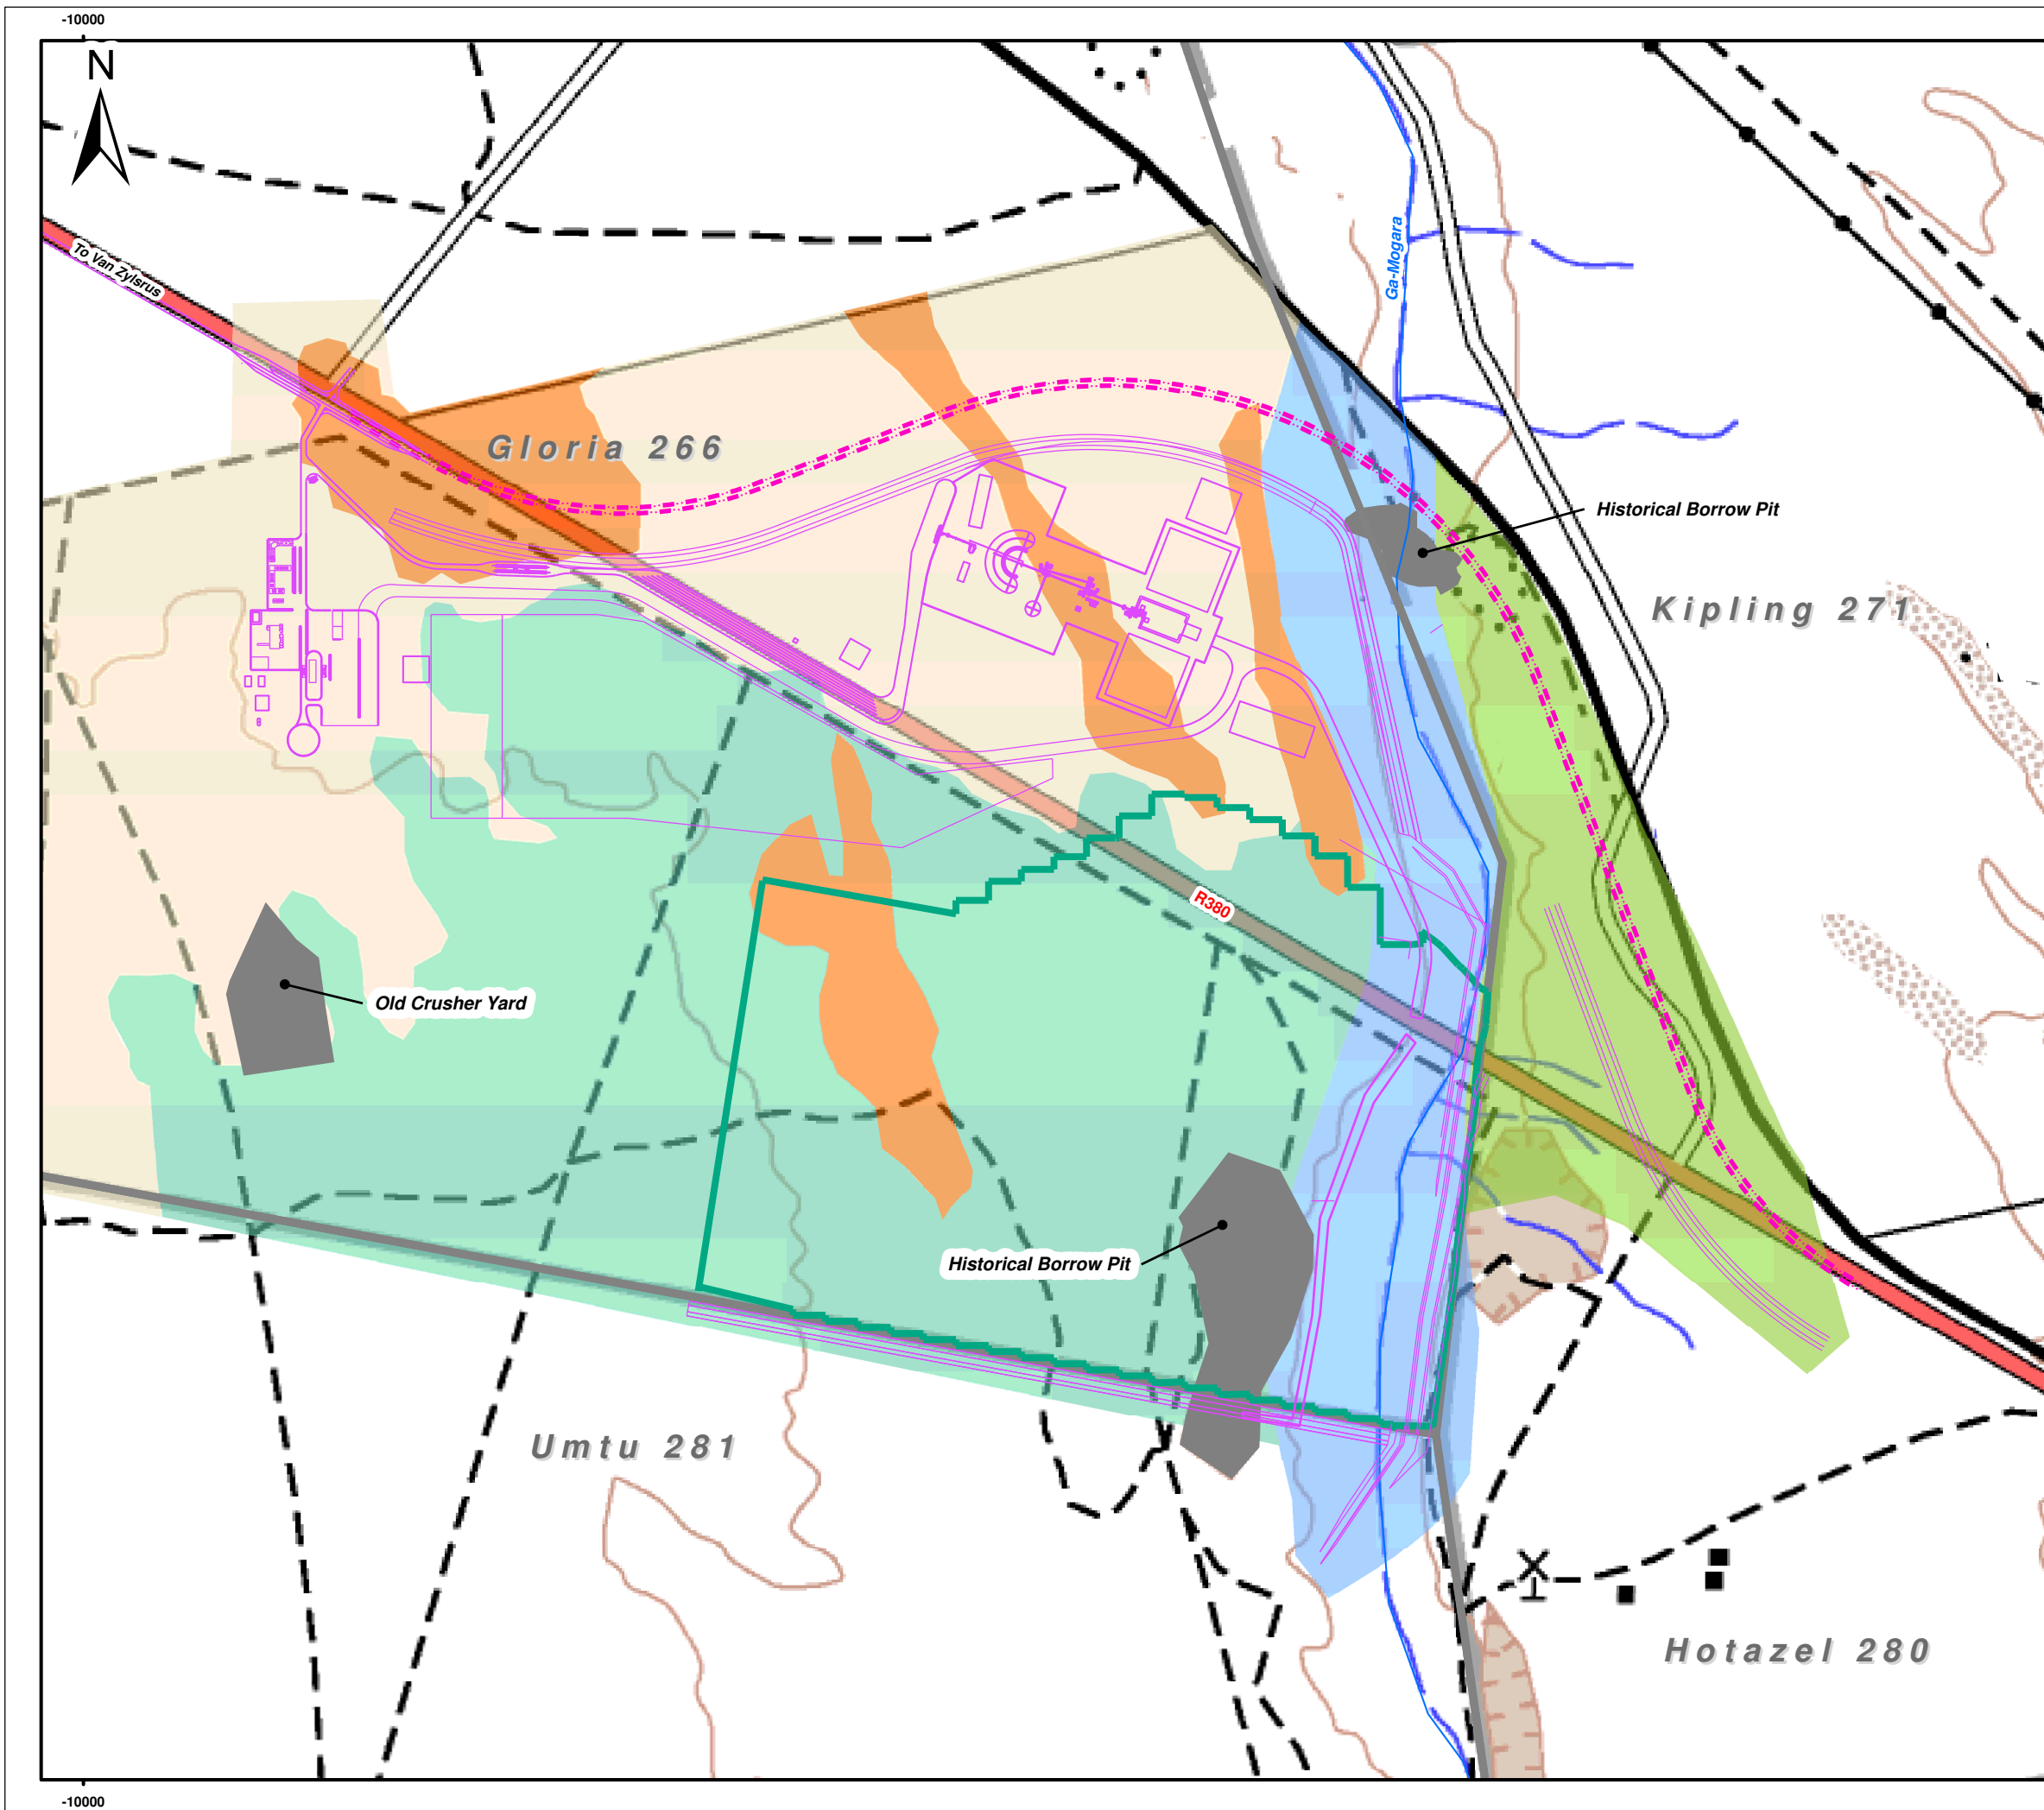 -10000
N
To Van Zylsrus
Ga-Mogara
Gloria 266
Historical Borrow Pit
Kipling 271
R380
Old Crusher Yard
Historical Borrow Pit
Umtu 281
Hotazel 280
-10000